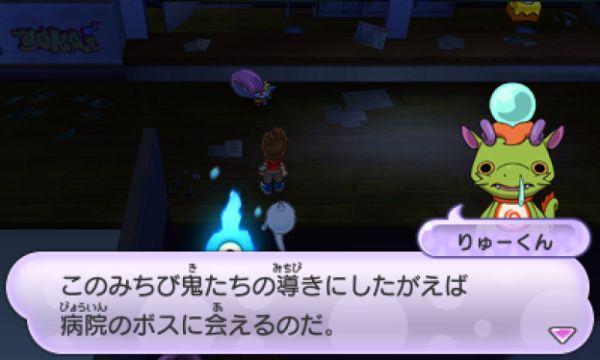 りゅーくん
このみちび鬼たちの導きにしたがえば
病院のボスに会えるのだ。